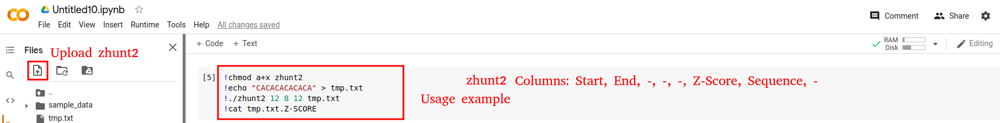 Untitled10.ipynb
File Edit View Insert Runtime Tools Help All changes saved
Comment Share
+ Code + Text
RAM
Disk
Editing
Files
Upload zhunt2
..
sample_data
tmp.txt
[5]
!chmod a+x zhunt2
!echo "CACACACACACA" > tmp.txt
!./zhunt2 12 8 12 tmp.txt
!cat tmp.txt.Z-SCORE
zhunt2 Columns: Start, End, -, -, -, Z-Score, Sequence, -
Usage example